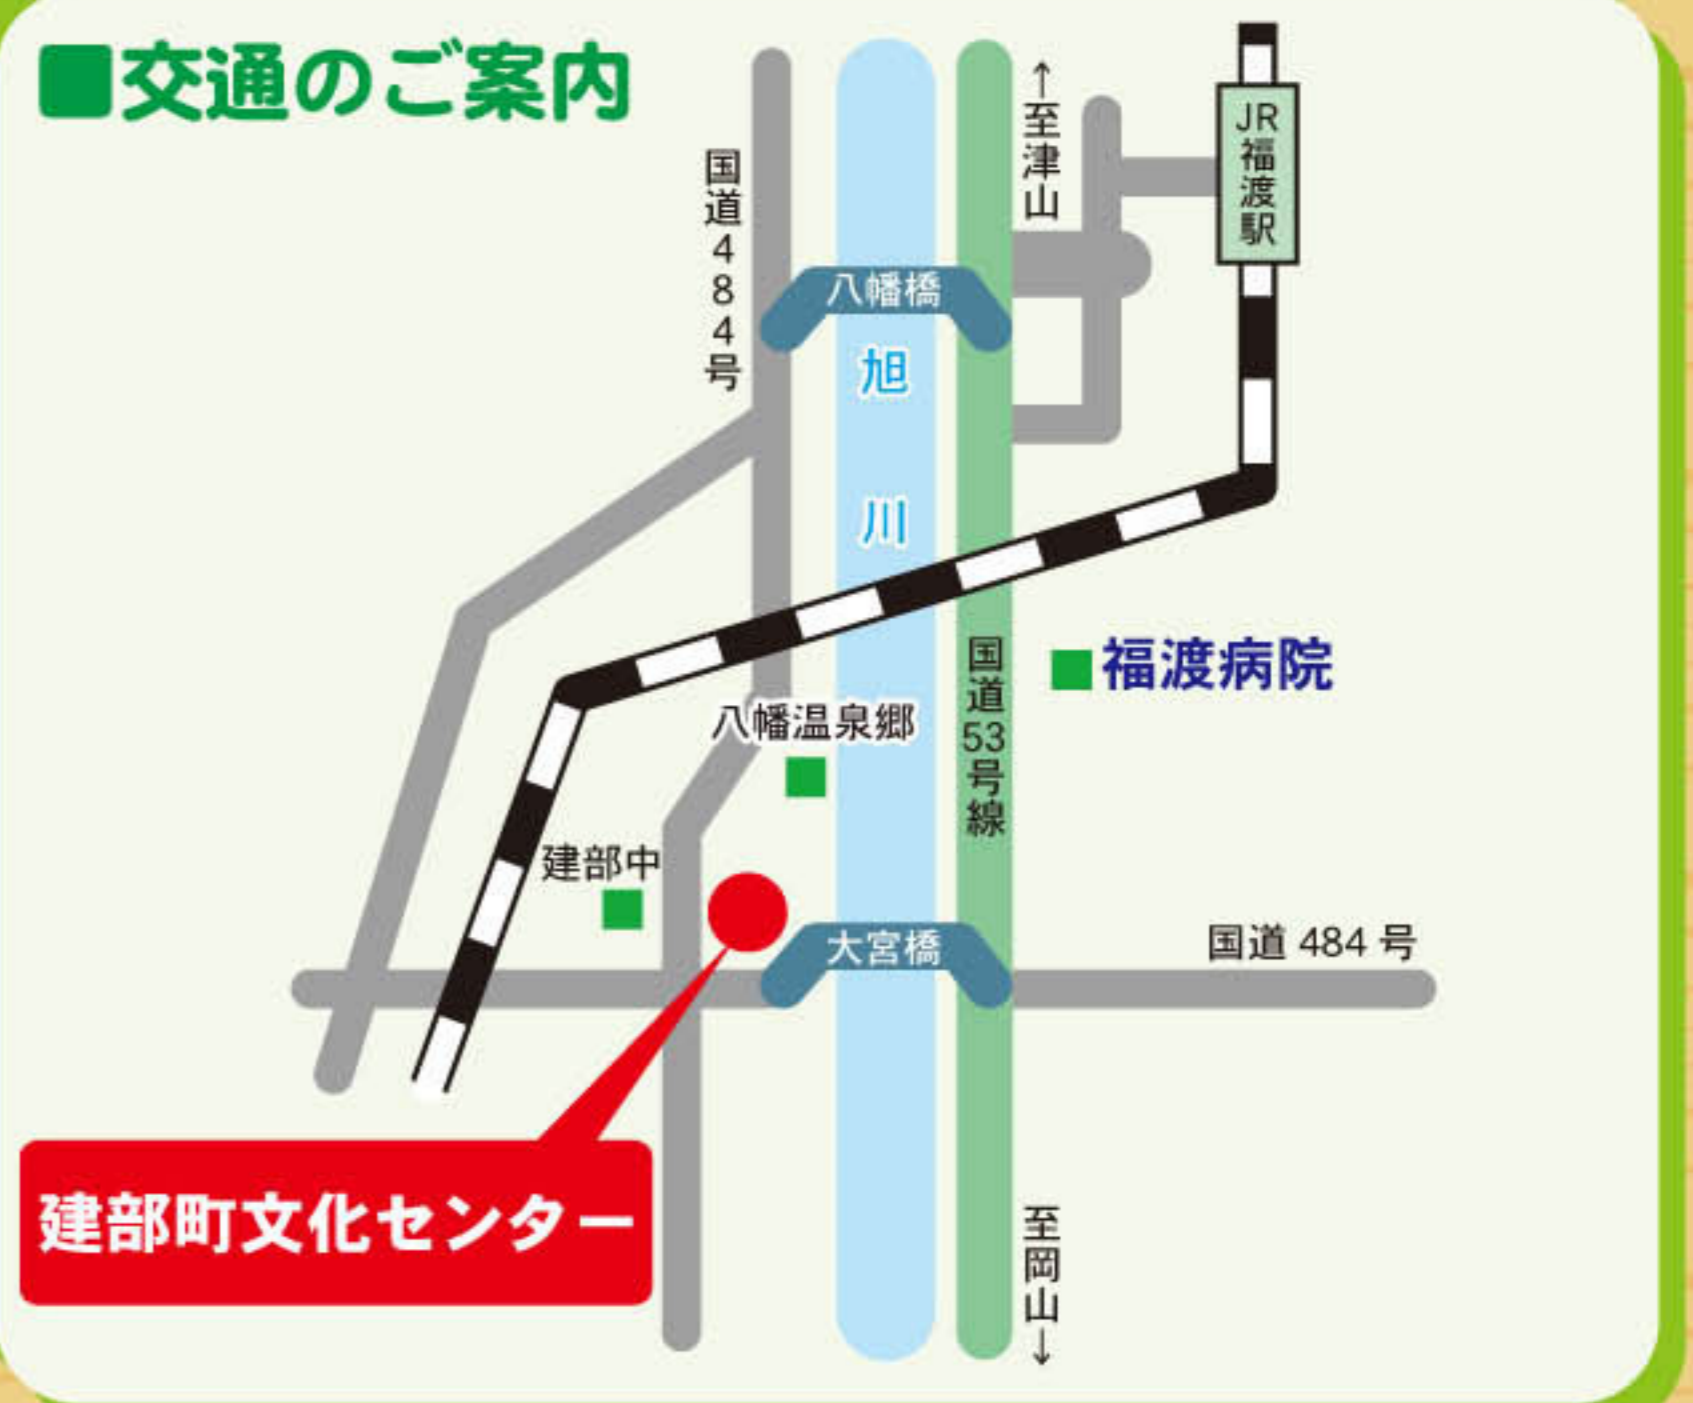 ■交通のご案内
国道484号
↑至津山
JR福渡駅
八幡橋
旭川
国道53号線
福渡病院
八幡温泉郷
建部中
大宮橋
国道 484 号
建部町文化センター
至岡山↓